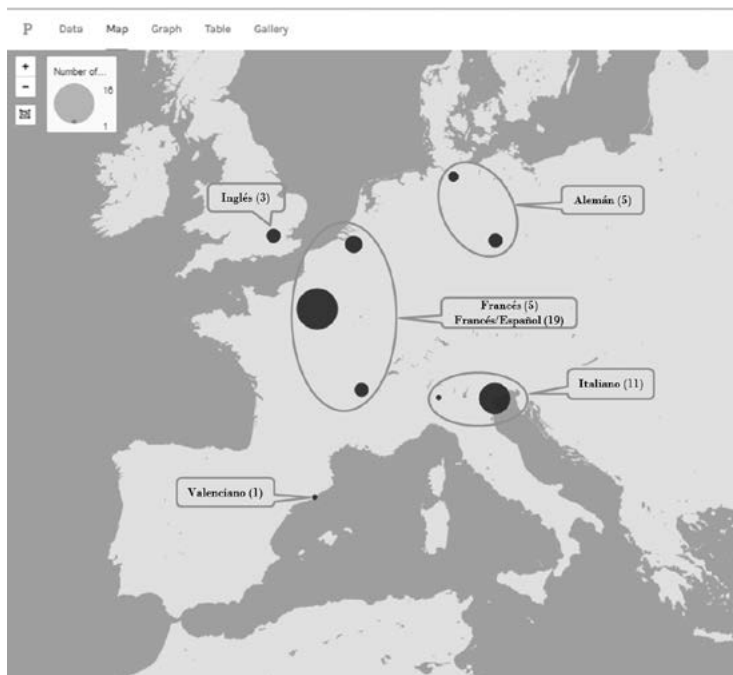 P Data Map Graph Table Gallery
+
−
Number of...
16
1
Inglés (3)
Alemán (5)
Francés (5)
Francés/Español (19)
Italiano (11)
Valenciano (1)